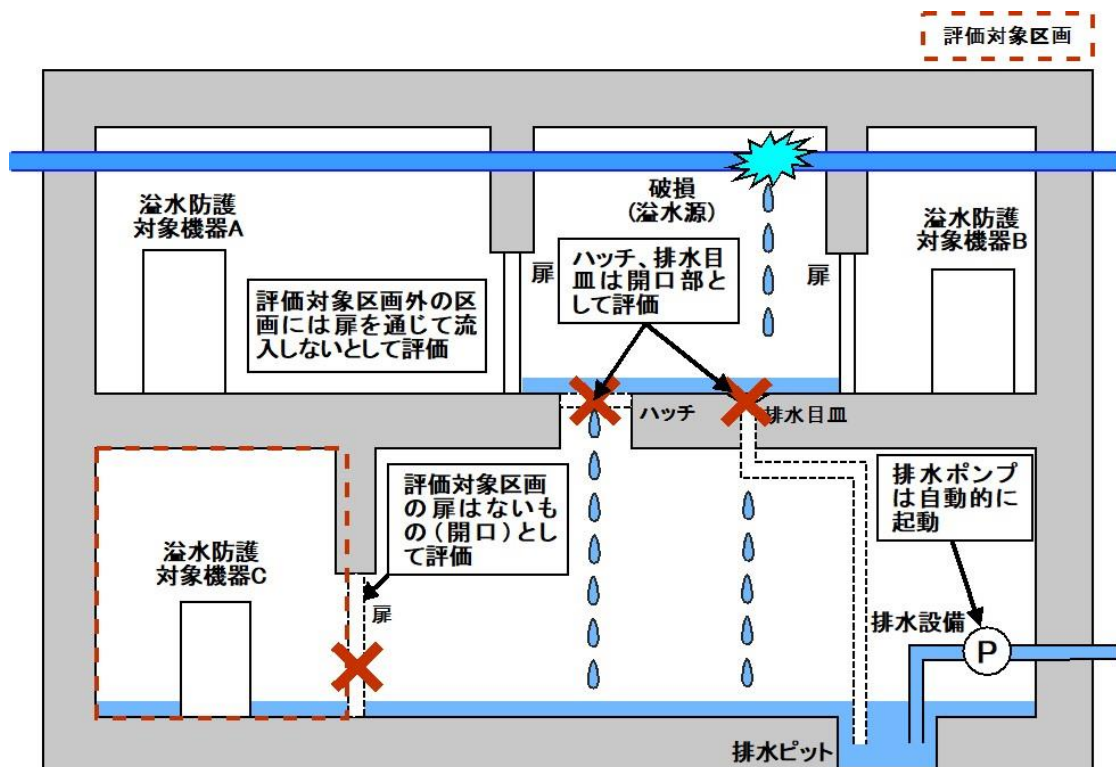 評価対象区画
溢水防護
対象機器A
破損
(溢水源)
溢水防護
対象機器B
扉
ハッチ、排水目
皿は開口部と
して評価
扉
評価対象区画外の区
画には扉を通じて流
入しないとして評価
ハッチ
排水目皿
評価対象区画
の扉はないも
の(開口)とし
て評価
排水ポンプ
は自動的に
起動
溢水防護
対象機器C
扉
排水設備
P
排水ピット